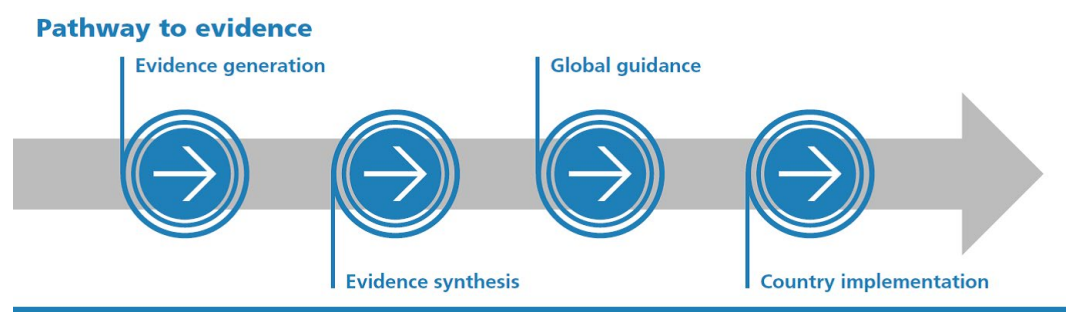 Pathway to evidence
Evidence generation
Global guidance
Evidence synthesis
Country implementation